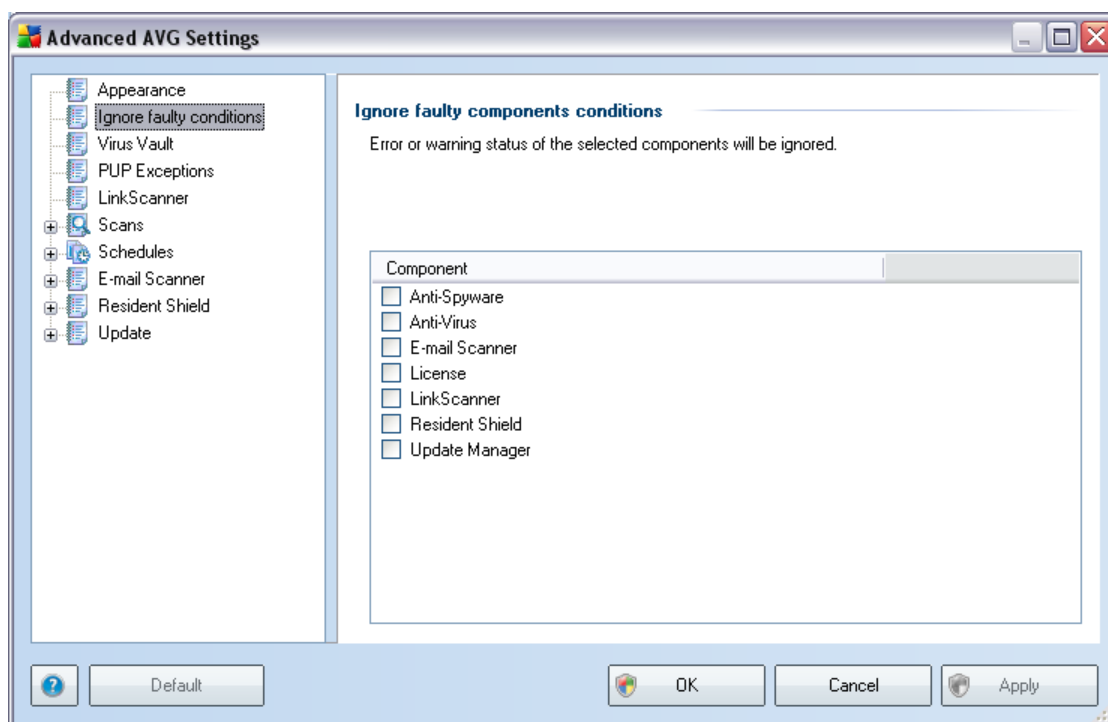 Advanced AVG Settings
Appearance
Ignore faulty conditions
Virus Vault
PUP Exceptions
LinkScanner
Scans
Schedules
E-mail Scanner
Resident Shield
Update
Ignore faulty components conditions
Error or warning status of the selected components will be ignored.
Component
Anti-Spyware
Anti-Virus
E-mail Scanner
License
LinkScanner
Resident Shield
Update Manager
?
Default
OK
Cancel
Apply